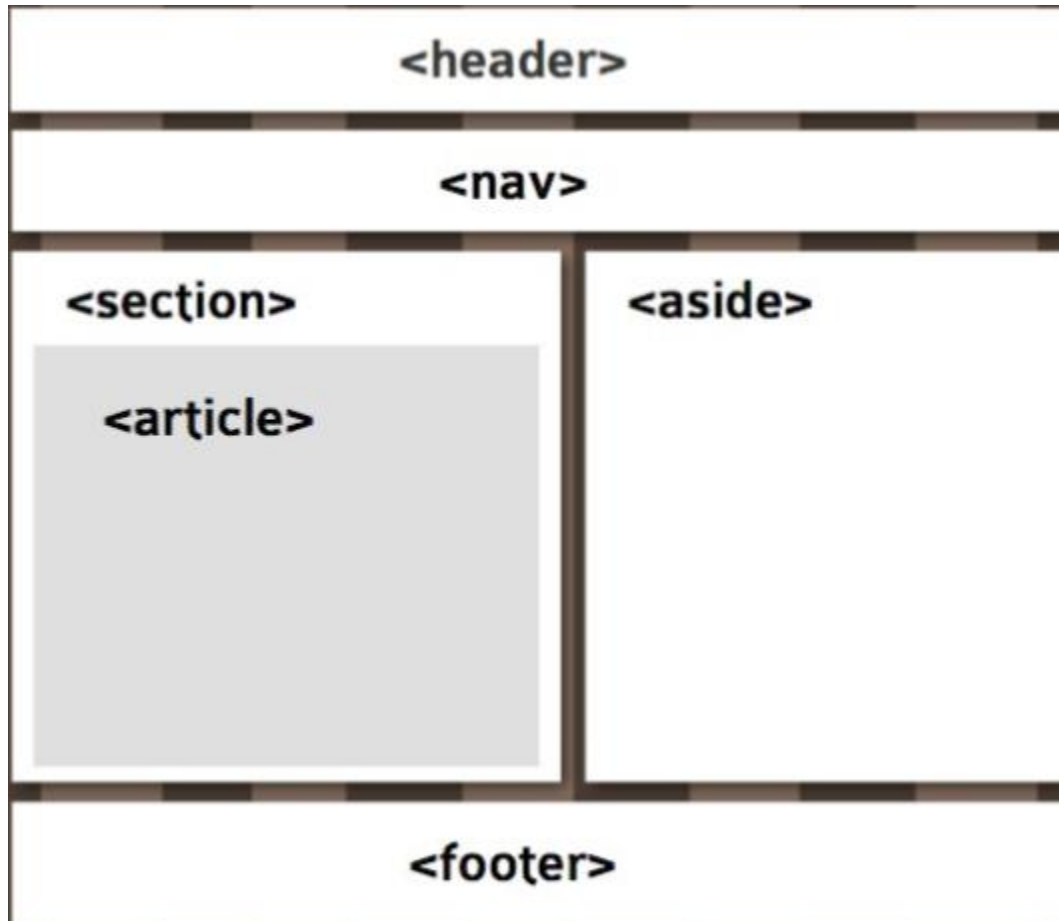 <header>
<nav>
<section>
<aside>
<article>
<footer>